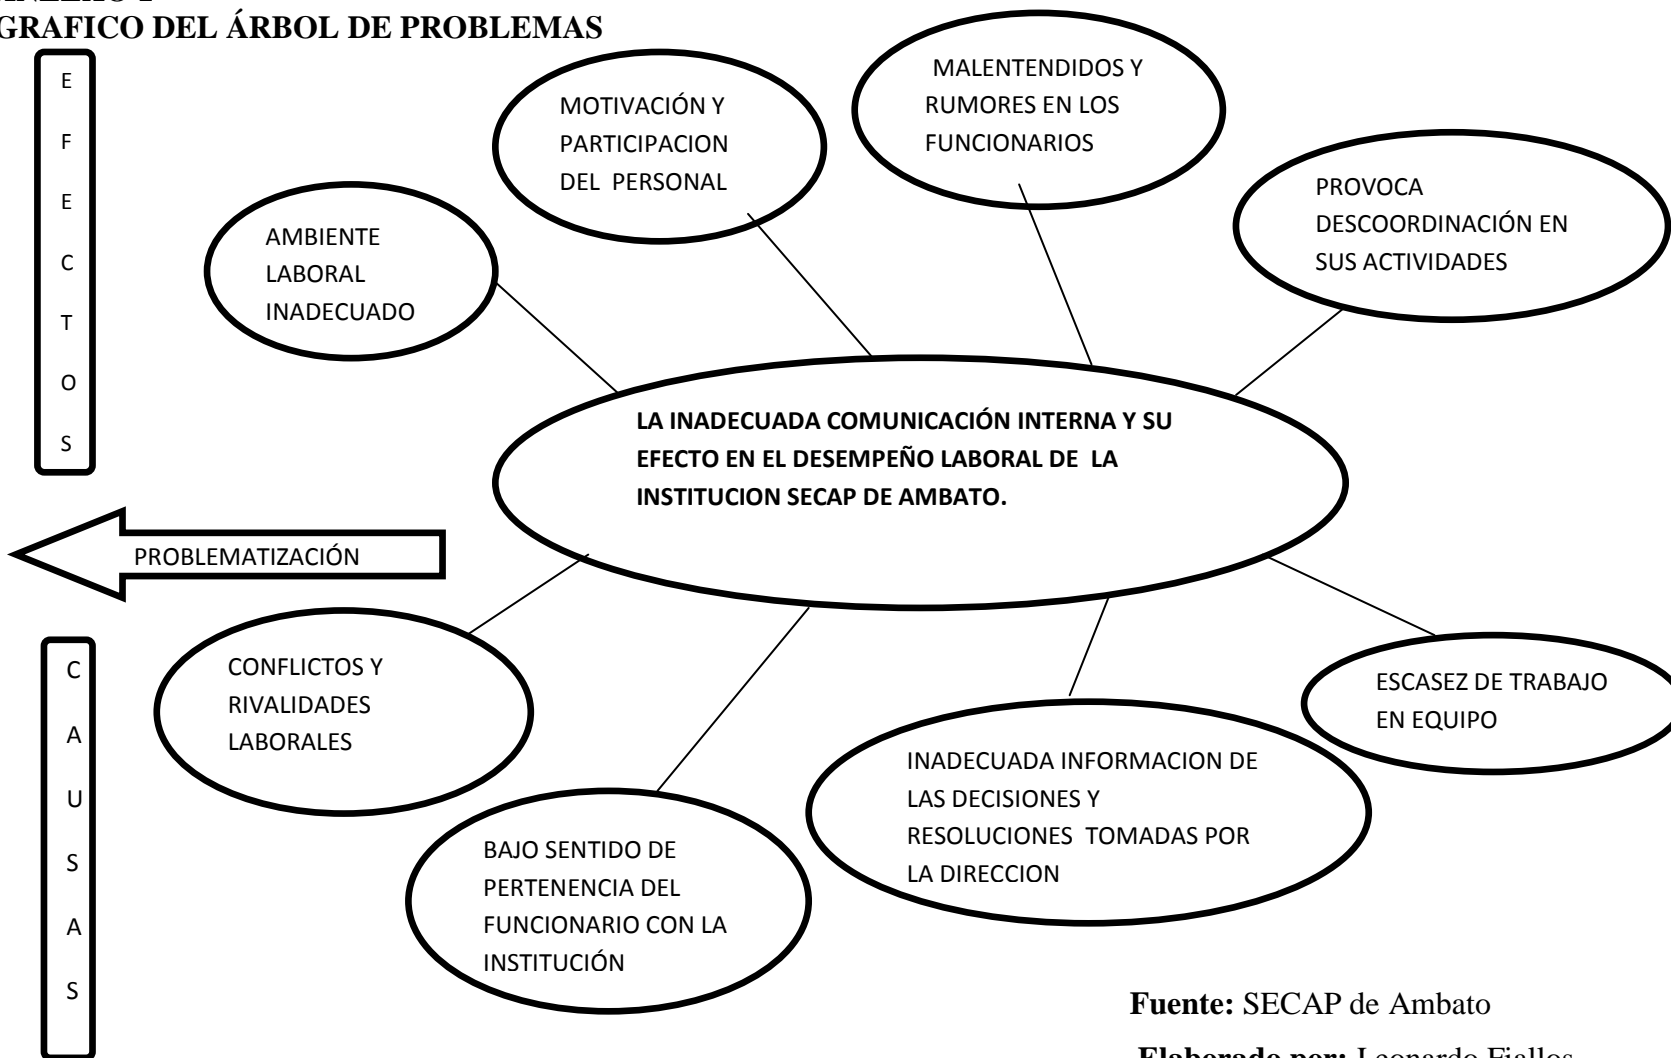 GRAFICO DEL ÁRBOL DE PROBLEMAS
E
F
E
C
T
O
S
AMBIENTE
LABORAL
INADECUADO
MOTIVACIÓN Y
PARTICIPACION
DEL PERSONAL
MALENTENDIDOS Y
RUMORES EN LOS
FUNCIONARIOS
PROVOCA
DESCOORDINACIÓN EN
SUS ACTIVIDADES
LA INADECUADA COMUNICACIÓN INTERNA Y SU
EFECTO EN EL DESEMPEÑO LABORAL DE LA
INSTITUCION SECAP DE AMBATO.
PROBLEMATIZACIÓN
C
A
U
S
A
S
CONFLICTOS Y
RIVALIDADES
LABORALES
BAJO SENTIDO DE
PERTENENCIA DEL
FUNCIONARIO CON LA
INSTITUCIÓN
INADECUADA INFORMACION DE
LAS DECISIONES Y
RESOLUCIONES TOMADAS POR
LA DIRECCION
ESCASEZ DE TRABAJO
EN EQUIPO
Fuente: SECAP de Ambato
Elaborado por: Leonardo Fiallos